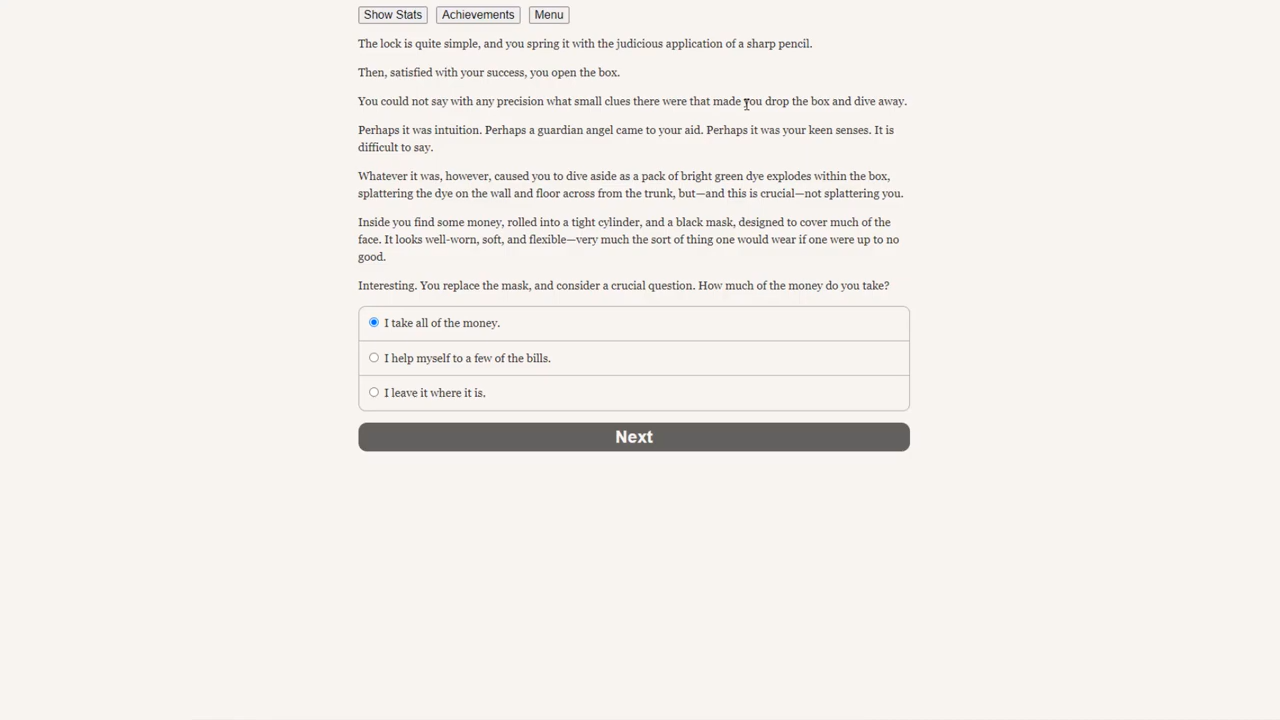 Show Stats Achievements Menu
The lock is quite simple, and you spring it with the judicious application of a sharp pencil.
Then, satisfied with your success, you open the box.
You could not say with any precision what small clues there were that made you drop the box and dive away.
Perhaps it was intuition. Perhaps a guardian angel came to your aid. Perhaps it was your keen senses. It is
difficult to say.
Whatever it was, however, caused you to dive aside as a pack of bright green dye explodes within the box,
splattering the dye on the wall and floor across from the trunk, but—and this is crucial—not splattering you.
Inside you find some money, rolled into a tight cylinder, and a black mask, designed to cover much of the
face. It looks well-worn, soft, and flexible—very much the sort of thing one would wear if one were up to no
good.
Interesting. You replace the mask, and consider a crucial question. How much of the money do you take?
I take all of the money.
I help myself to a few of the bills.
I leave it where it is.
Next